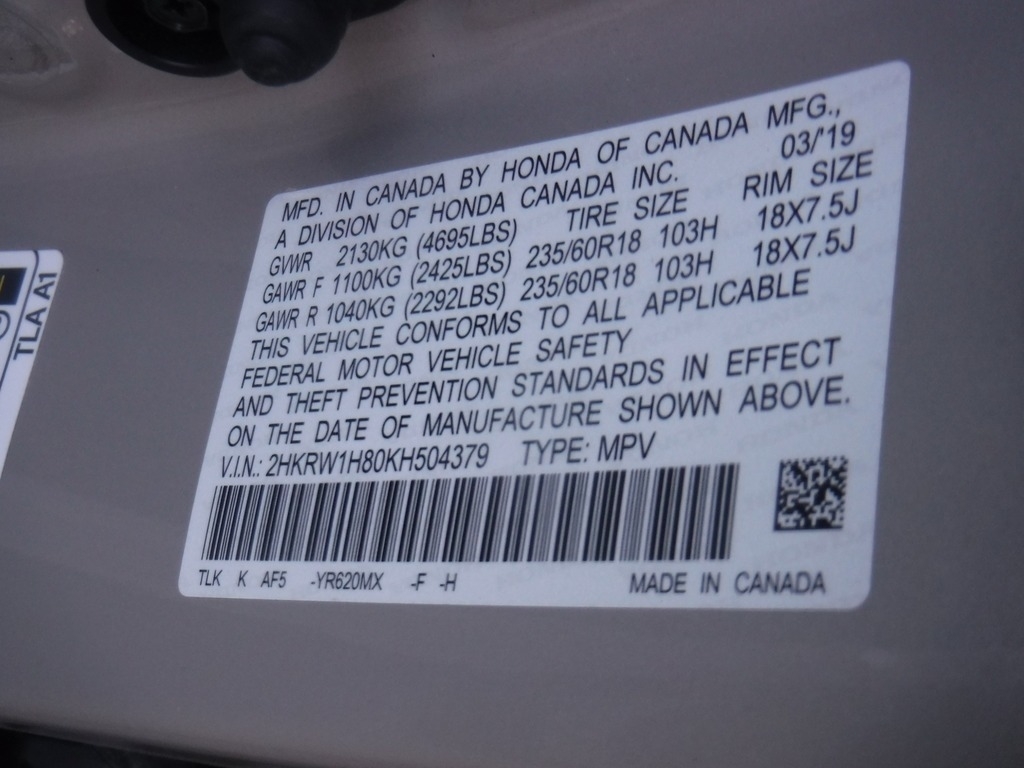 MFD. IN CANADA BY HONDA OF CANADA MFG.,
A DIVISION OF HONDA CANADA INC. 03/'19
GVWR 2130KG (4695LBS) TIRE SIZE RIM SIZE
GAWR F 1100KG (2425LBS) 235/60R18 103H 18X7.5J
GAWR R 1040KG (2292LBS) 235/60R18 103H 18X7.5J
THIS VEHICLE CONFORMS TO ALL APPLICABLE
FEDERAL MOTOR VEHICLE SAFETY
AND THEFT PREVENTION STANDARDS IN EFFECT
ON THE DATE OF MANUFACTURE SHOWN ABOVE.
V.I.N.: 2HKRW1H80KH504379 TYPE: MPV
TLK K AF5 -YR620MX -F -H MADE IN CANADA
TLA A1